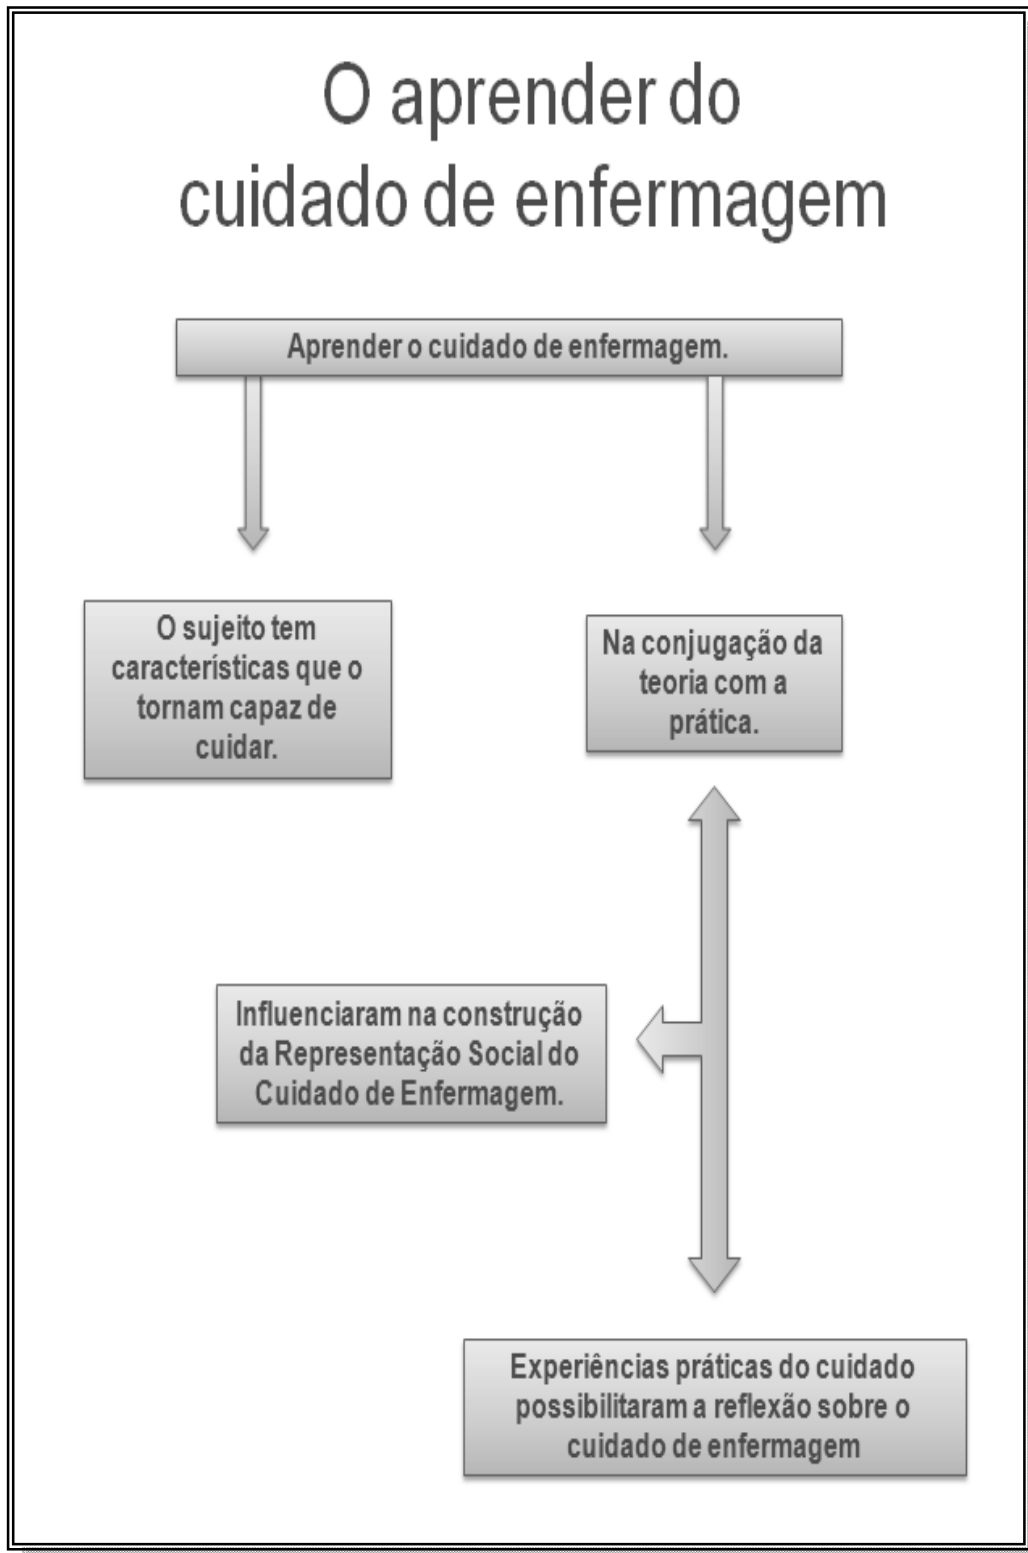 O aprender do
cuidado de enfermagem
Aprender o cuidado de enfermagem.
O sujeito tem
características que o
tornam capaz de
cuidar.
Na conjugação da
teoria com a
prática.
Influenciaram na construção
da Representação Social do
Cuidado de Enfermagem.
Experiências práticas do cuidado
possibilitaram a reflexão sobre o
cuidado de enfermagem